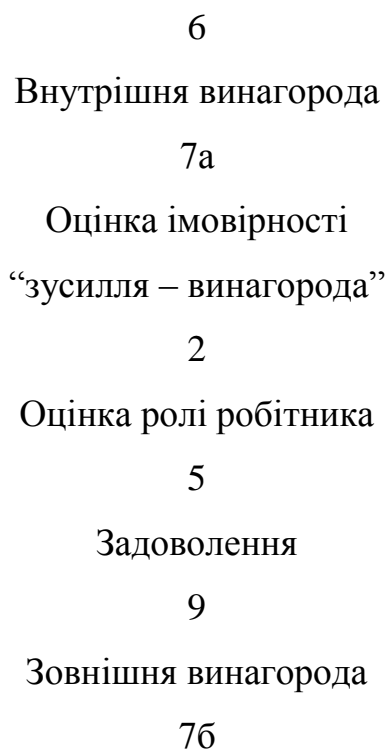 6
Внутрішня винагорода
7а
Оцінка імовірності
“зусилля – винагорода”
2
Оцінка ролі робітника
5
Задоволення
9
Зовнішня винагорода
7б